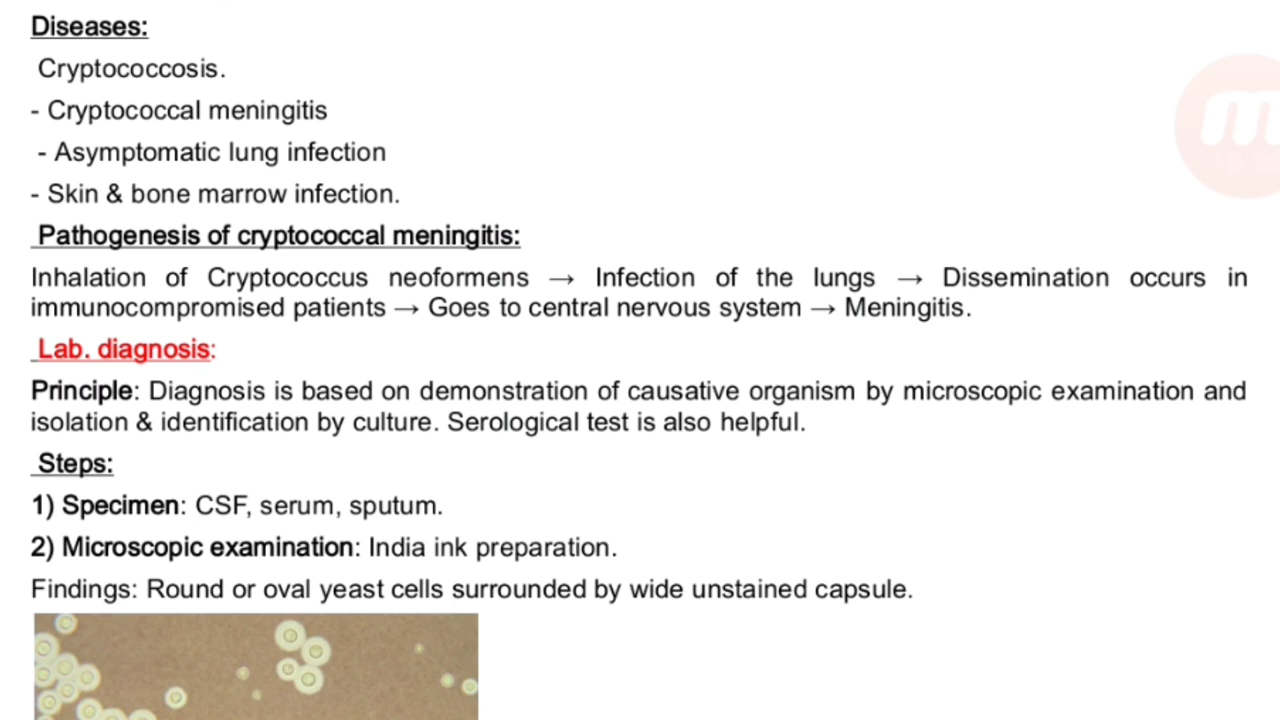 Diseases:
Cryptococcosis.
- Cryptococcal meningitis
- Asymptomatic lung infection
- Skin & bone marrow infection.
Pathogenesis of cryptococcal meningitis:
Inhalation of Cryptococcus neoformens → Infection of the lungs → Dissemination occurs in
immunocompromised patients → Goes to central nervous system → Meningitis.
Lab. diagnosis:
Principle: Diagnosis is based on demonstration of causative organism by microscopic examination and
isolation & identification by culture. Serological test is also helpful.
Steps:
1) Specimen: CSF, serum, sputum.
2) Microscopic examination: India ink preparation.
Findings: Round or oval yeast cells surrounded by wide unstained capsule.